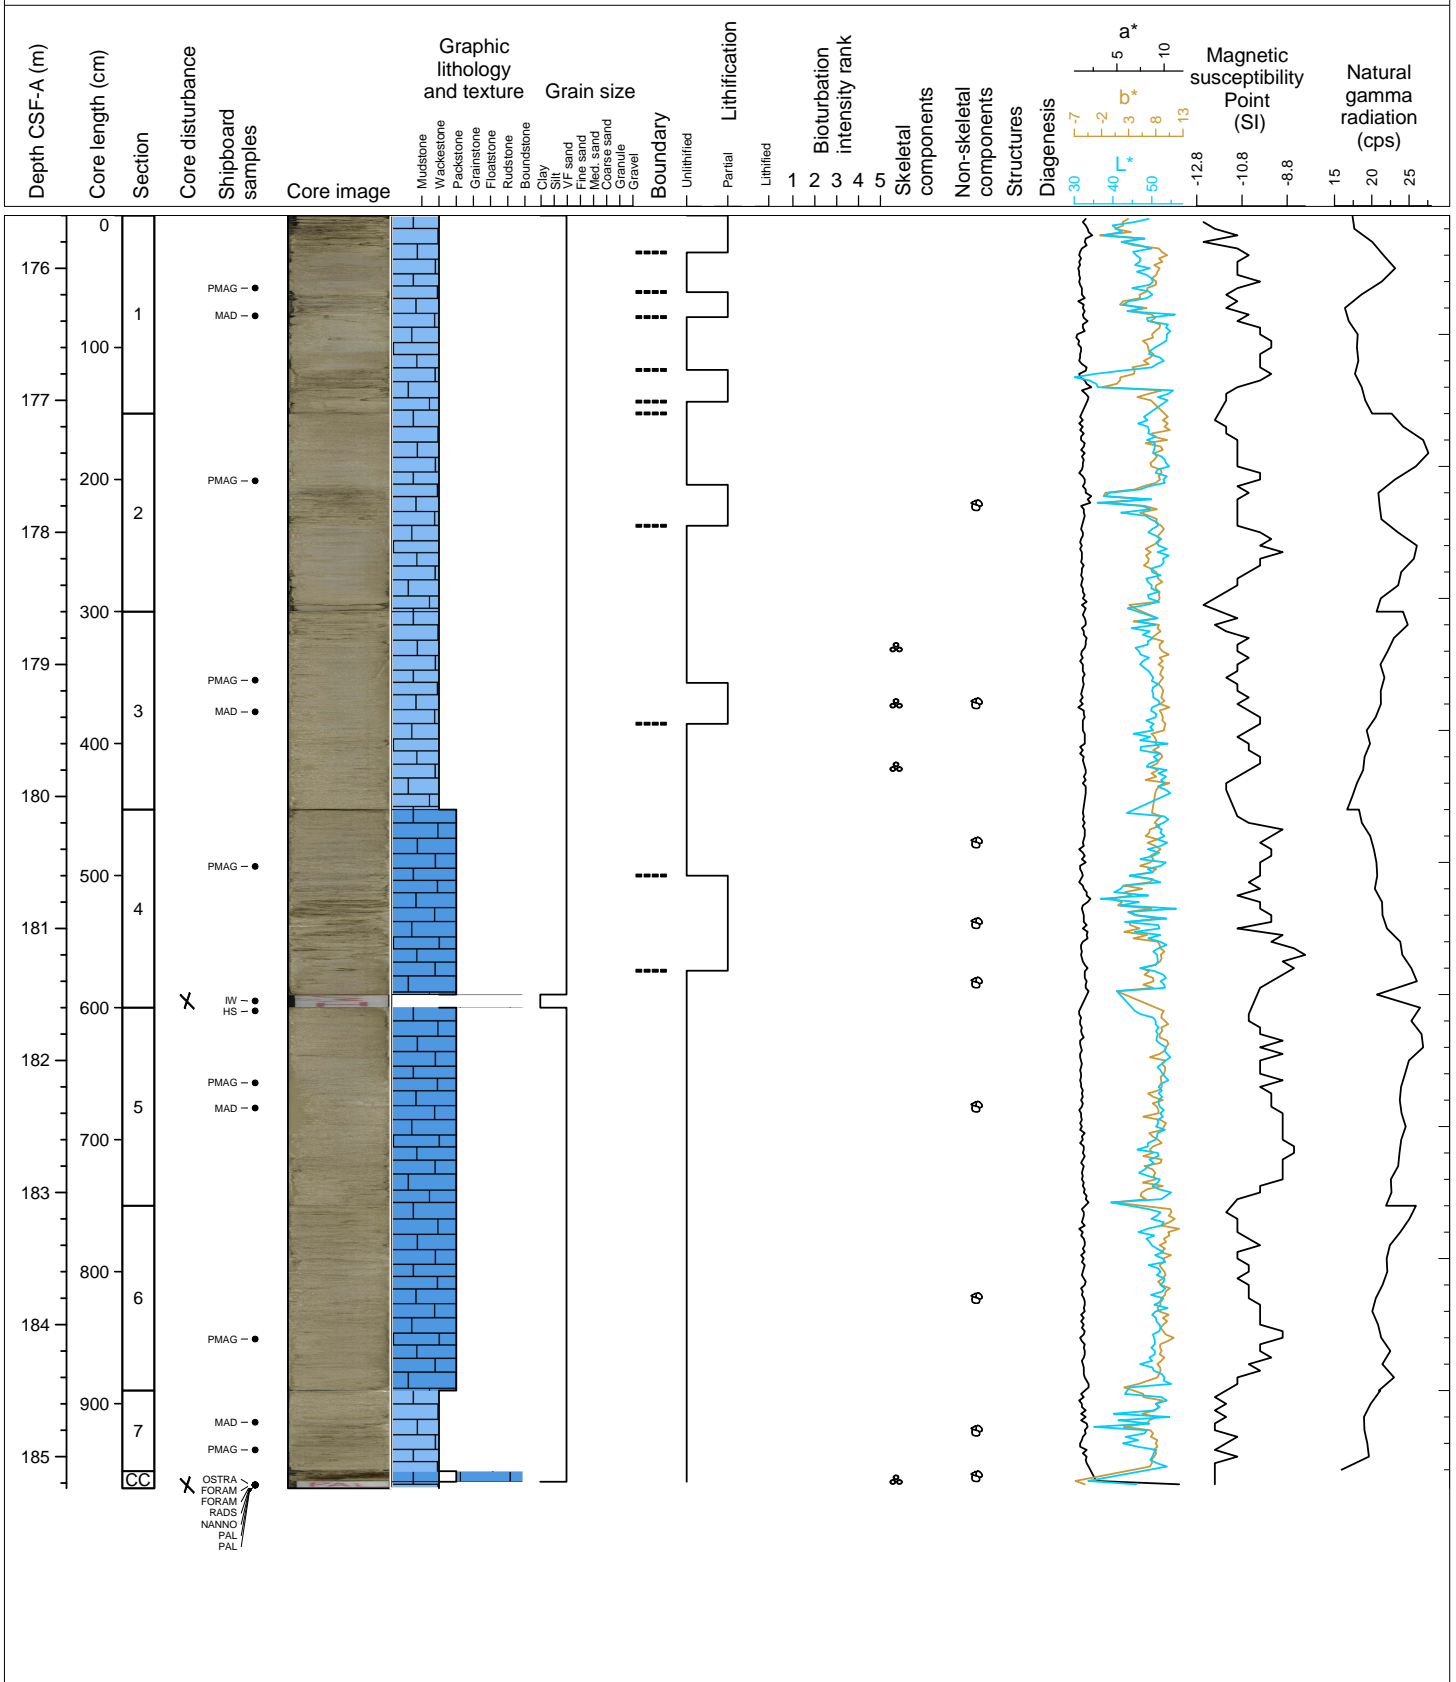 Depth CSF-A (m)
Core length (cm)
Section
Core disturbance
Shipboard
samples
Core image
Graphic
lithology
and texture
Mudstone
Wackestone
Packstone
Grainstone
Floatstone
Rudstone
Boundstone
Grain size
Clay
Silt
VF sand
Fine sand
Med. sand
Coarse sand
Granule
Gravel
Boundary
Lithification
Unlithified
Partial
Lithified
Bioturbation
intensity rank
1 2 3 4 5
Skeletal
components
Non-skeletal
components
Structures
Diagenesis
a*
5 10
b*
-7 -2 3 8 13
L*
30 40 50
Magnetic
susceptibility
Point
(SI)
-12.8 -10.8 -8.8
Natural
gamma
radiation
(cps)
15 20 25
0
176
PMAG
1
MAD
100
177
PMAG
200
2
178
300
179
PMAG
3
MAD
400
180
PMAG
500
4
181
IW
600
HS
182
PMAG
5
MAD
700
183
800
6
184
PMAG
900
MAD
7
PMAG
185
CC
OSTRA
FORAM
FORAM
RADS
NANNO
PAL
PAL